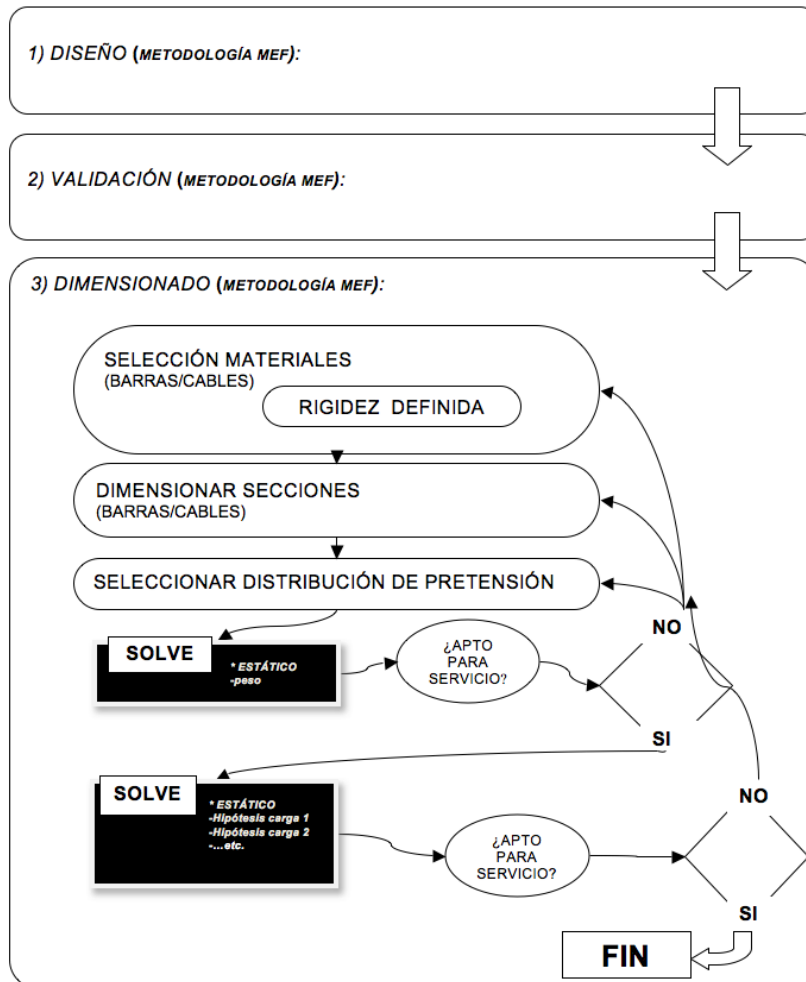 1) DISEÑO (METODOLOGÍA MEF):
2) VALIDACIÓN (METODOLOGÍA MEF):
3) DIMENSIONADO (METODOLOGÍA MEF):
SELECCIÓN MATERIALES
(BARRAS/CABLES)
RIGIDEZ DEFINIDA
DIMENSIONAR SECCIONES
(BARRAS/CABLES)
SELECCIONAR DISTRIBUCIÓN DE PRETENSIÓN
SOLVE
* ESTÁTICO
-peso
¿APTO
PARA
SERVICIO?
NO
SI
SOLVE
* ESTÁTICO
-Hipótesis carga 1
-Hipótesis carga 2
-...etc.
¿APTO
PARA
SERVICIO?
NO
SI
FIN